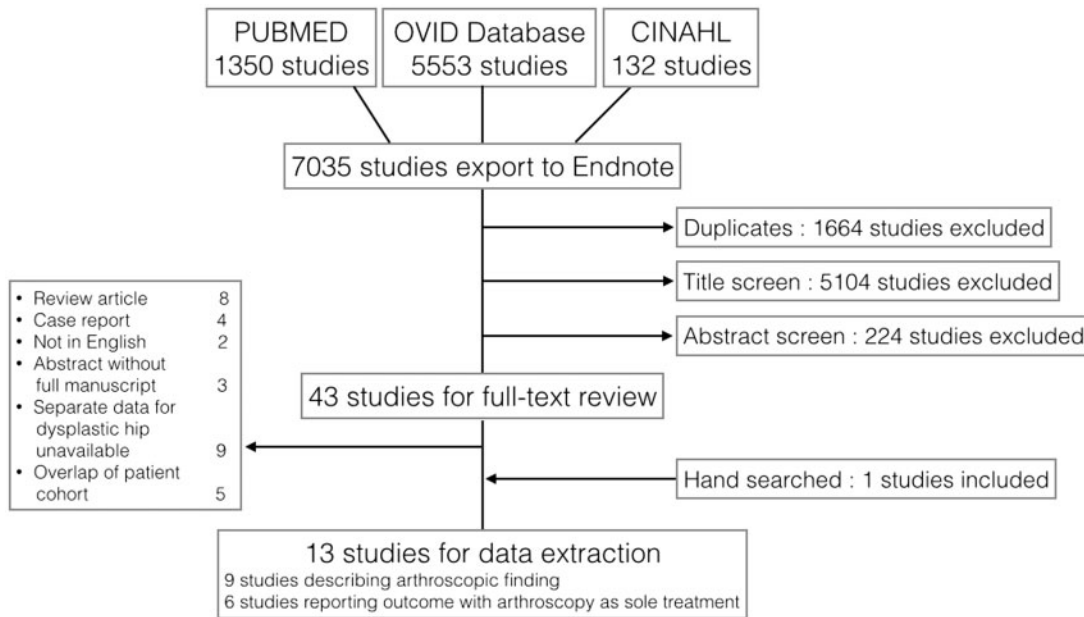 PUBMED
1350 studies
OVID Database
5553 studies
CINAHL
132 studies
7035 studies export to Endnote
Duplicates : 1664 studies excluded
Title screen : 5104 studies excluded
Abstract screen : 224 studies excluded
43 studies for full-text review
• Review article 8
• Case report 4
• Not in English 2
• Abstract without
full manuscript 3
• Separate data for
dysplastic hip
unavailable 9
• Overlap of patient
cohort 5
Hand searched : 1 studies included
13 studies for data extraction
9 studies describing arthroscopic finding
6 studies reporting outcome with arthroscopy as sole treatment